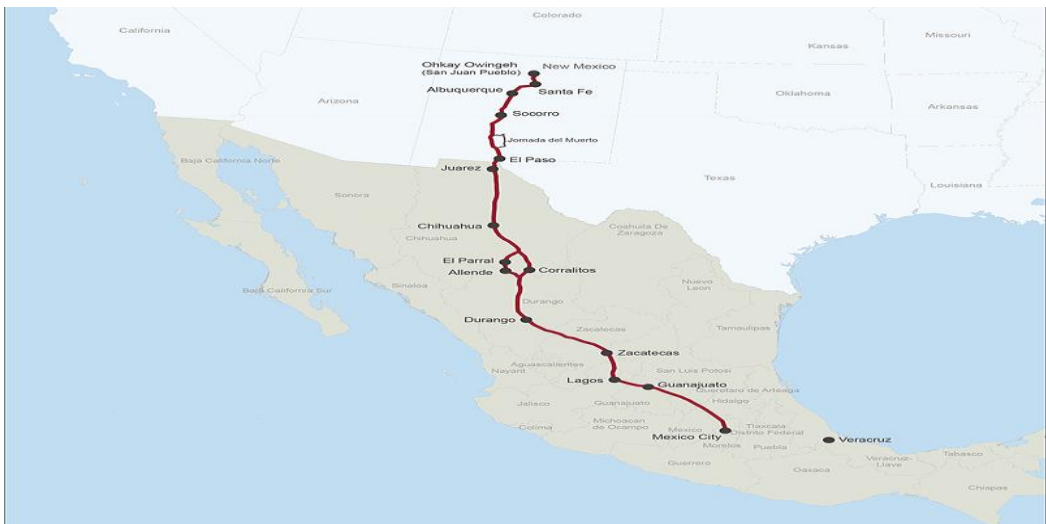 Colorado
California
Missouri
Kansas
Ohkay Owingeh
(San Juan Pueblo)
New Mexico
Albuquerque
Santa Fe
Oklahoma
Arizona
Arkansas
Socorro
Jornada del Muerto
El Paso
Baja California Norte
Juarez
Texas
Louisiana
Sonora
Chihuahua
Coahuila De
Zaragoza
Chihuahua
El Parral
Allende
Corralitos
Sinaloa
Nuevo
Leon
Baja California Sur
Durango
Durango
Zacatecas
Tamaulipas
Zacatecas
Aguascalientes
Nayarit
San Luis Potosi
Lagos
Guanajuato
Queretaro de Arteaga
Hidalgo
Jalisco
Guanajuato
Michoacan
de Ocampo
Colima
Mexico
Tlaxcala
Distrito Federal
Mexico City
Morelos
Puebla
Veracruz
Veracruz-
Llave
Tabasco
Guerrero
Oaxaca
Chiapas